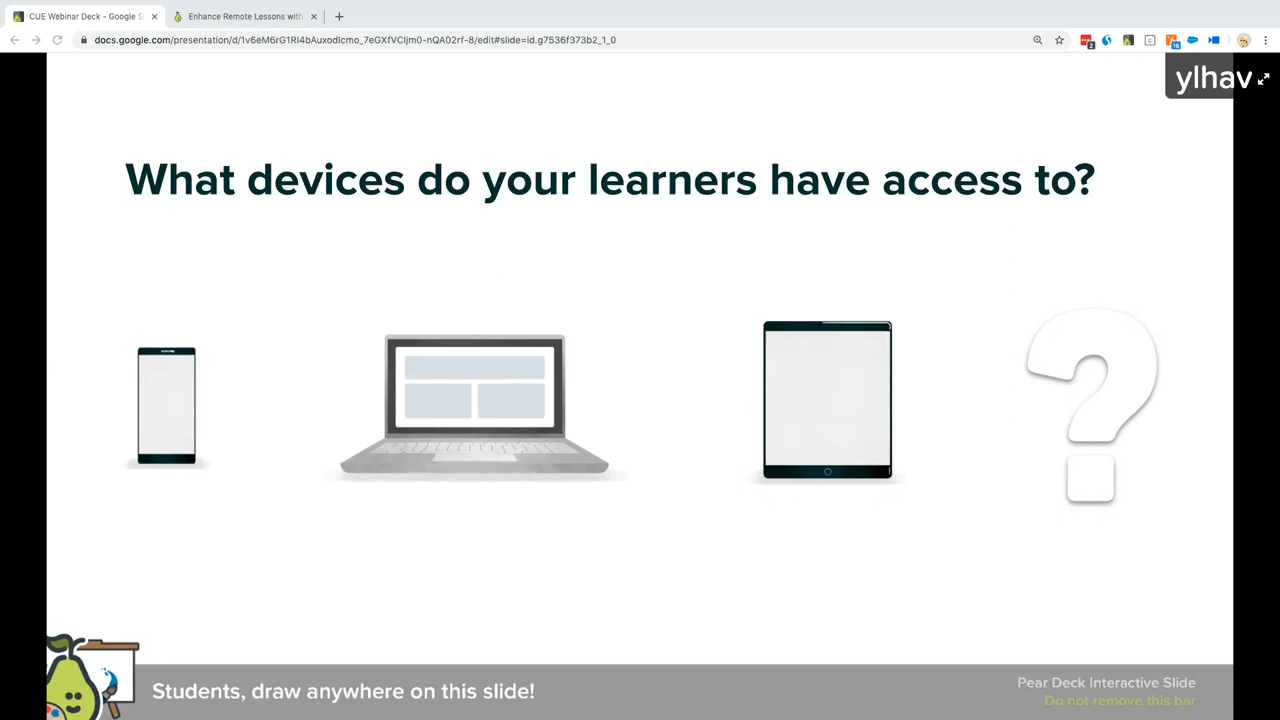 CUE Webinar Deck - Google Sl
Enhance Remote Lessons with
docs.google.com/presentation/d/1v6eM6rG1RI4bAuxodIcmo_7eGXfVCIjm0-nQA02rf-8/edit#slide=id.g7536f373b2_1_0
ylhav
What devices do your learners have access to?
?
Students, draw anywhere on this slide!
Pear Deck Interactive Slide
Do not remove this bar